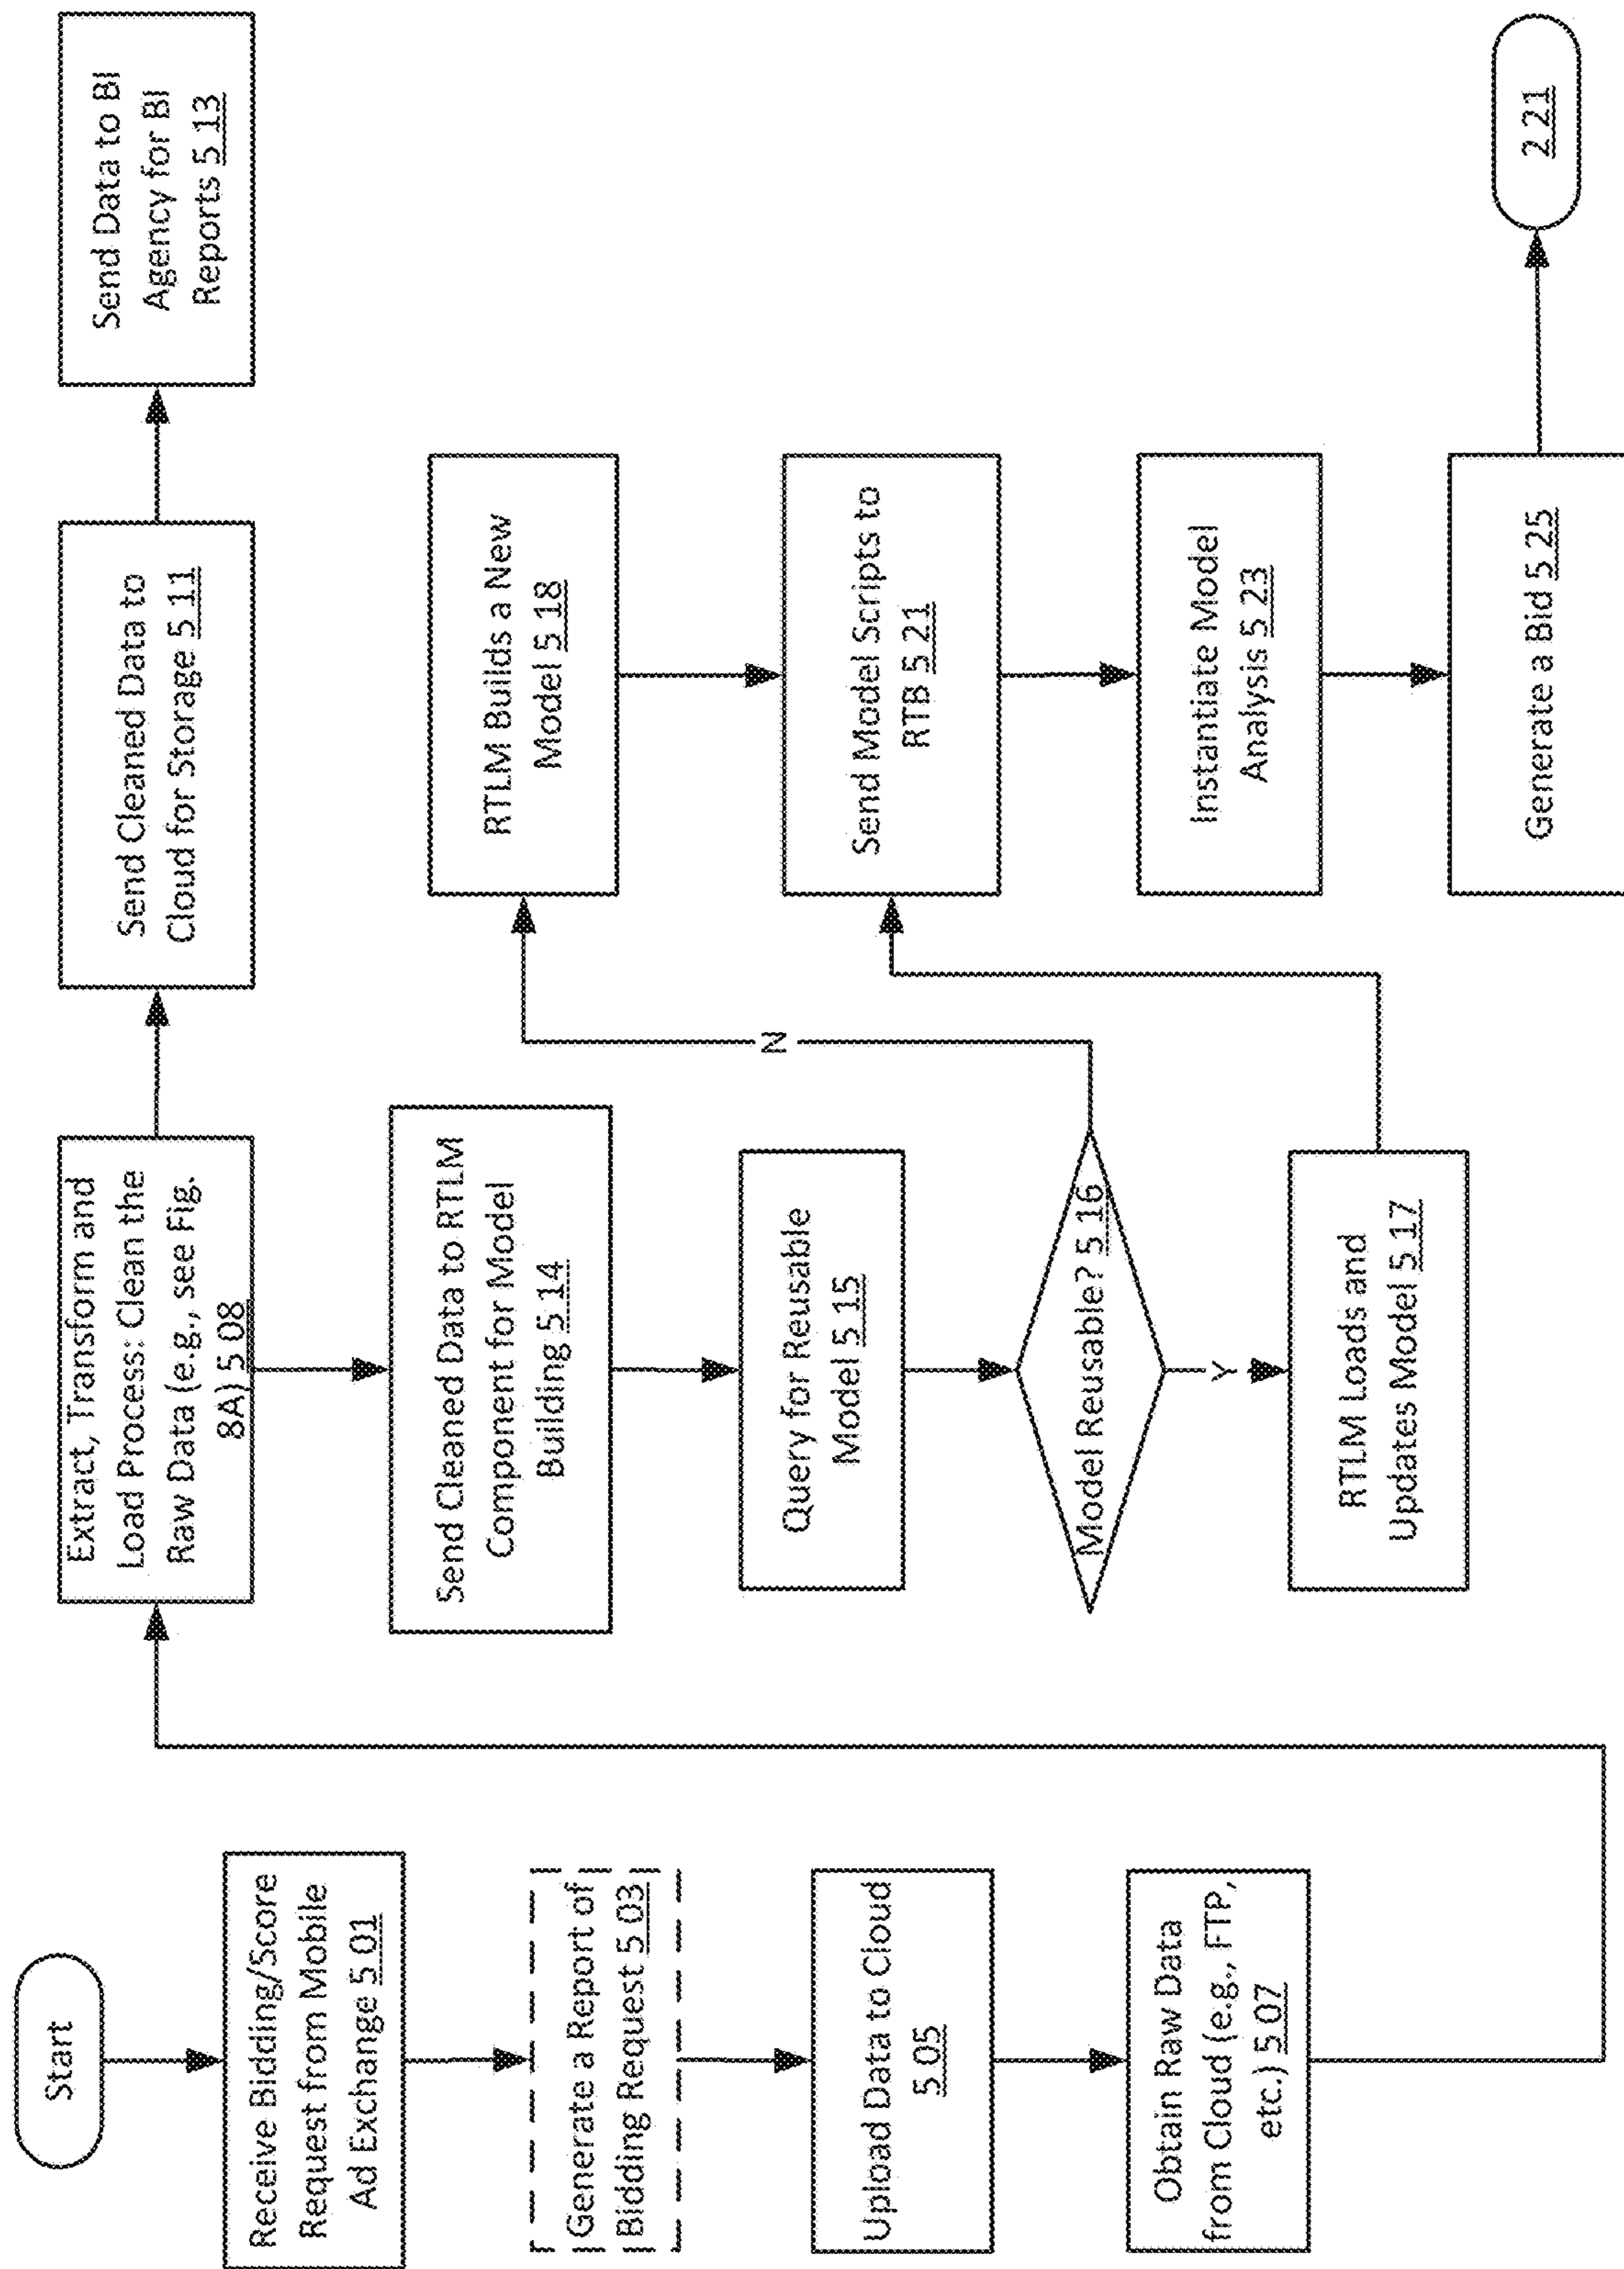 Start
Receive Bidding/Score
Request from Mobile
Ad Exchange 5 01
Generate a Report of
Bidding Request 5 03
Upload Data to Cloud
5 05
Obtain Raw Data
from Cloud (e.g., FTP,
etc.) 5 07
Extract, Transform and
Load Process: Clean the
Raw Data (e.g., see Fig.
8A) 5 08
Send Cleaned Data to RTLM
Component for Model
Building 5 14
Query for Reusable
Model 5 15
Model Reusable? 5 16
Y
N
RTLM Loads and
Updates Model 5 17
Send Cleaned Data to
Cloud for Storage 5 11
RTLM Builds a New
Model 5 18
Send Model Scripts to
RTB 5 21
Instantiate Model
Analysis 5 23
Generate a Bid 5 25
Send Data to BI
Agency for BI
Reports 5 13
2 21